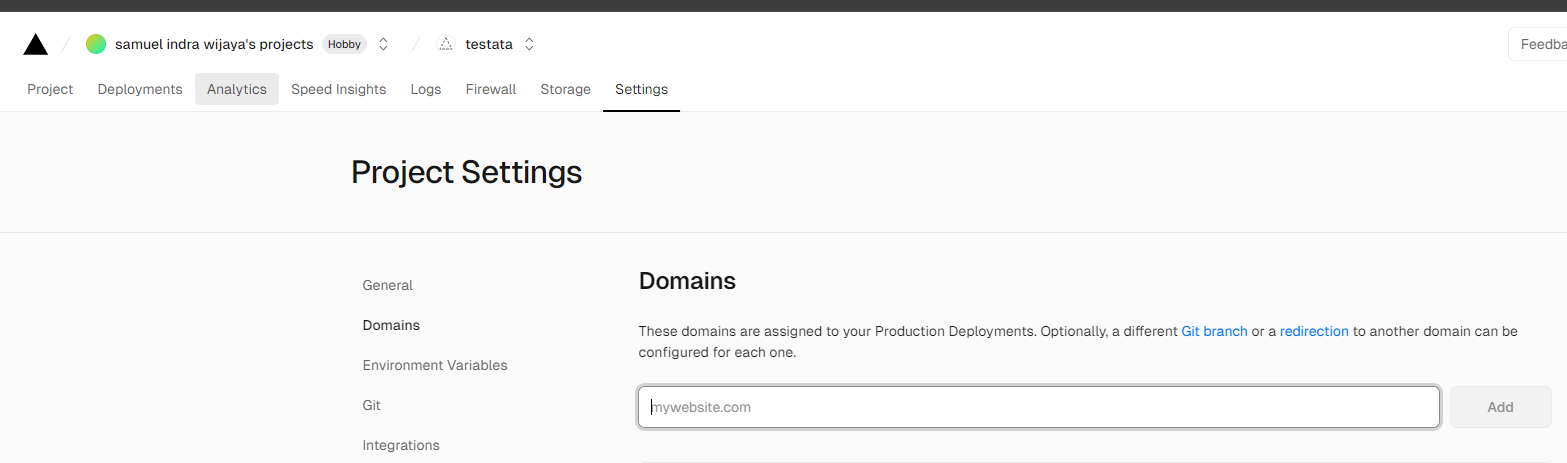 samuel indra wijaya's projects Hobby testata
Project Deployments Analytics Speed Insights Logs Firewall Storage Settings
Project Settings
General
Domains
Environment Variables
Git
Integrations
Domains
These domains are assigned to your Production Deployments. Optionally, a different Git branch or a redirection to another domain can be
configured for each one.
mywebsite.com Add